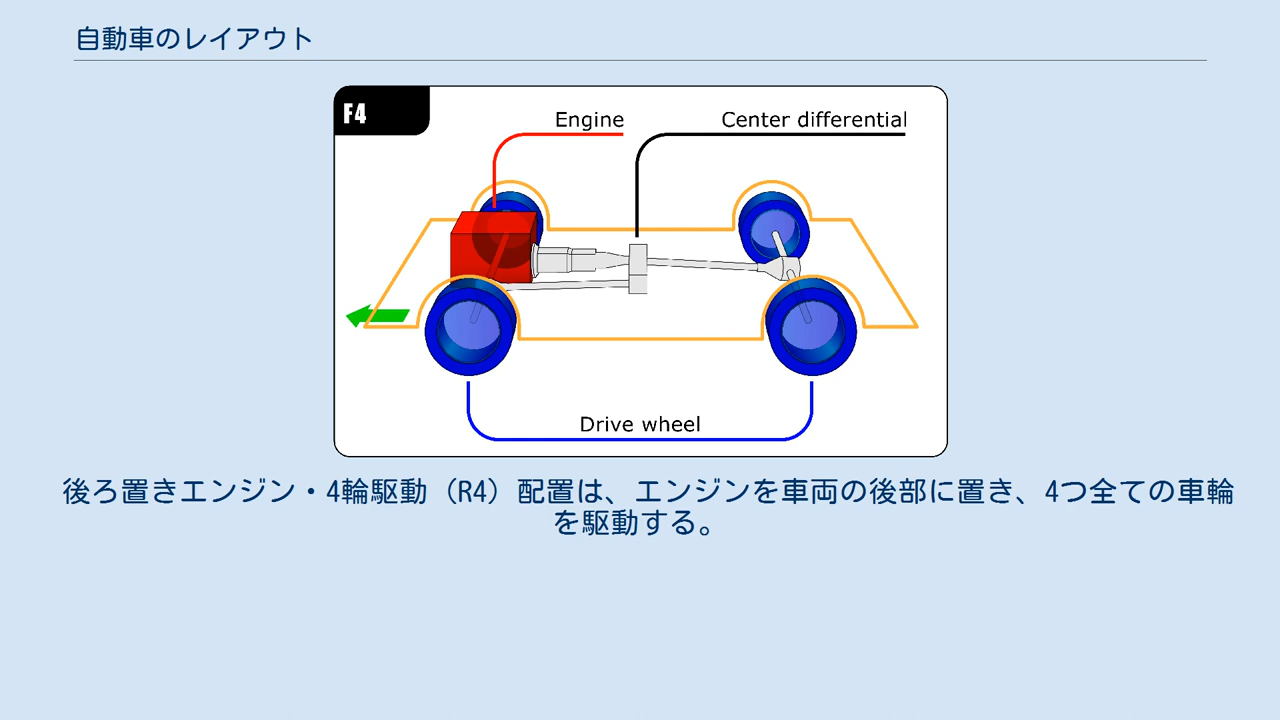 自動車のレイアウト
F4
Engine
Center differential
Drive wheel
後ろ置きエンジン・4輪駆動（R4）配置は、エンジンを車両の後部に置き、4つ全ての車輪
を駆動する。